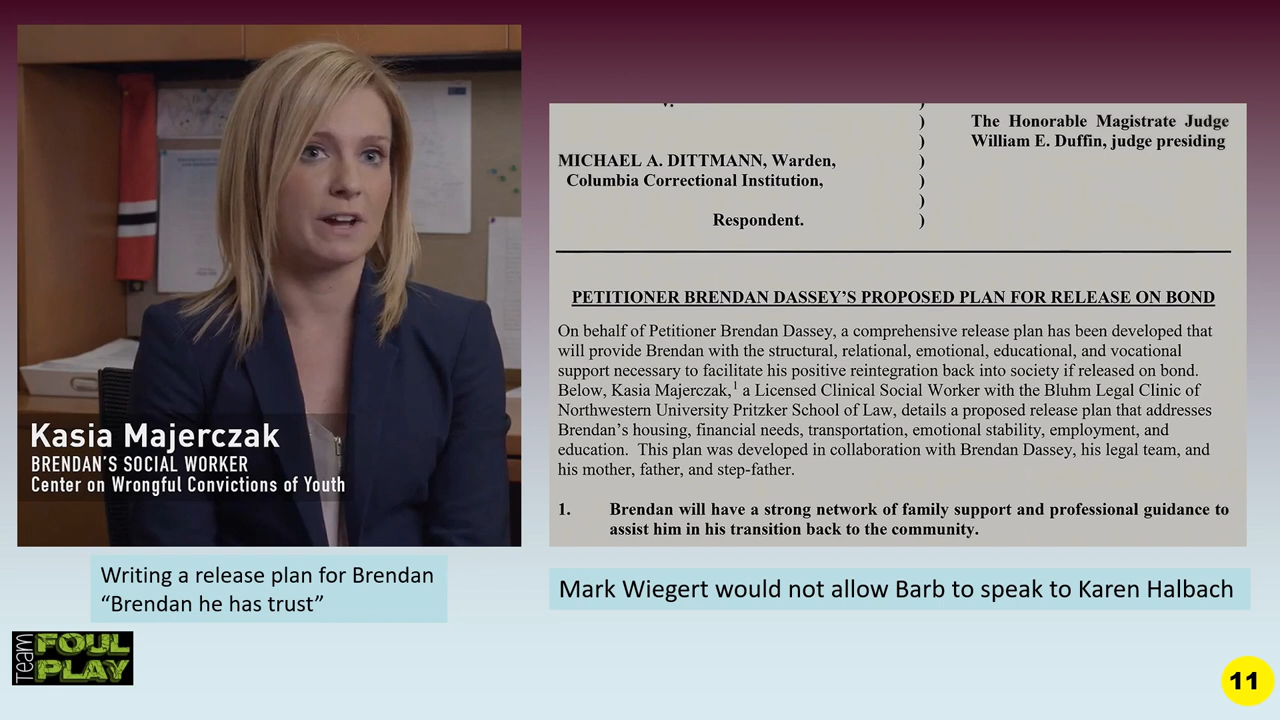 Kasia Majerczak
BRENDAN'S SOCIAL WORKER
Center on Wrongful Convictions of Youth
Writing a release plan for Brendan
“Brendan he has trust”
v. )
) The Honorable Magistrate Judge
) William E. Duffin, judge presiding
MICHAEL A. DITTMANN, Warden, )
Columbia Correctional Institution, )
)
Respondent. )
PETITIONER BRENDAN DASSEY’S PROPOSED PLAN FOR RELEASE ON BOND
On behalf of Petitioner Brendan Dassey, a comprehensive release plan has been developed that
will provide Brendan with the structural, relational, emotional, educational, and vocational
support necessary to facilitate his positive reintegration back into society if released on bond.
Below, Kasia Majerczak,1 a Licensed Clinical Social Worker with the Bluhm Legal Clinic of
Northwestern University Pritzker School of Law, details a proposed release plan that addresses
Brendan’s housing, financial needs, transportation, emotional stability, employment, and
education. This plan was developed in collaboration with Brendan Dassey, his legal team, and
his mother, father, and step-father.
1. Brendan will have a strong network of family support and professional guidance to
assist him in his transition back to the community.
Mark Wiegert would not allow Barb to speak to Karen Halbach
team
FOUL
PLAY
11